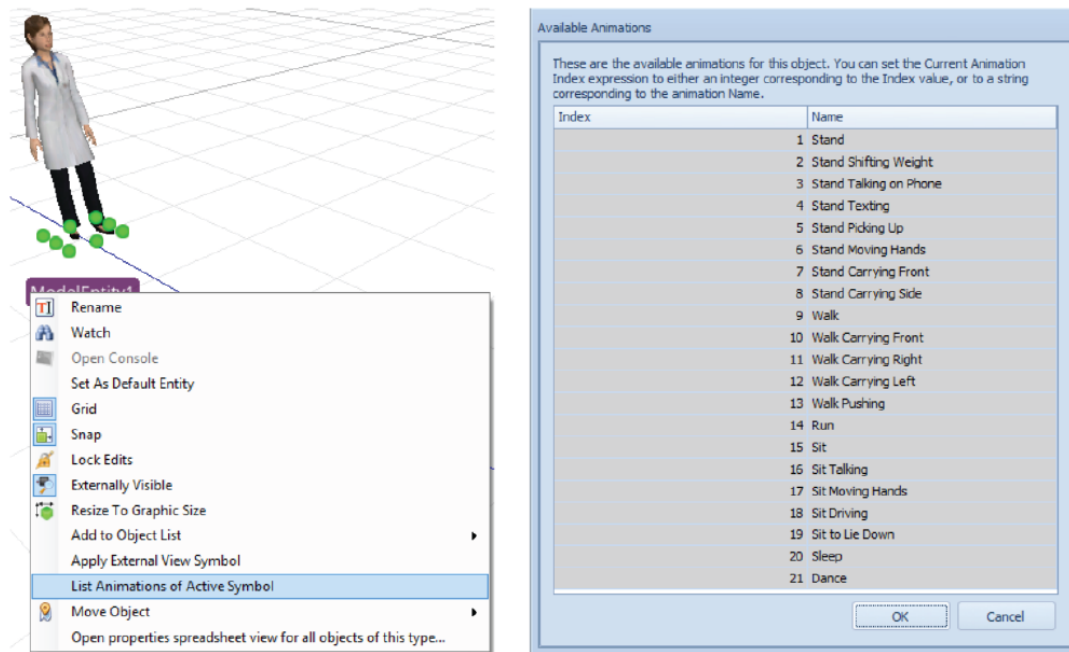 ModelEntity1
Rename
Watch
Open Console
Set As Default Entity
Grid
Snap
Lock Edits
Externally Visible
Resize To Graphic Size
Add to Object List
Apply External View Symbol
List Animations of Active Symbol
Move Object
Open properties spreadsheet view for all objects of this type...
Available Animations
These are the available animations for this object. You can set the Current Animation
Index expression to either an integer corresponding to the Index value, or to a string
corresponding to the animation Name.
Index Name
1 Stand
2 Stand Shifting Weight
3 Stand Talking on Phone
4 Stand Texting
5 Stand Picking Up
6 Stand Moving Hands
7 Stand Carrying Front
8 Stand Carrying Side
9 Walk
10 Walk Carrying Front
11 Walk Carrying Right
12 Walk Carrying Left
13 Walk Pushing
14 Run
15 Sit
16 Sit Talking
17 Sit Moving Hands
18 Sit Driving
19 Sit to Lie Down
20 Sleep
21 Dance
OK Cancel